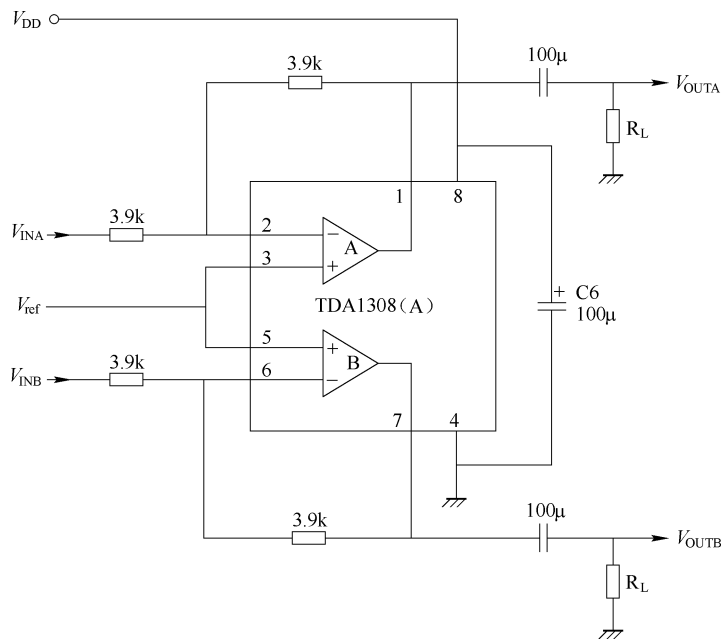 VDD
3.9k
100μ
VOUTA
RL
1
8
3.9k
VINA
2
A
3
Vref
TDA1308(A)
C6
100μ
5
B
3.9k
VINB
6
7
4
3.9k
100μ
VOUTB
RL